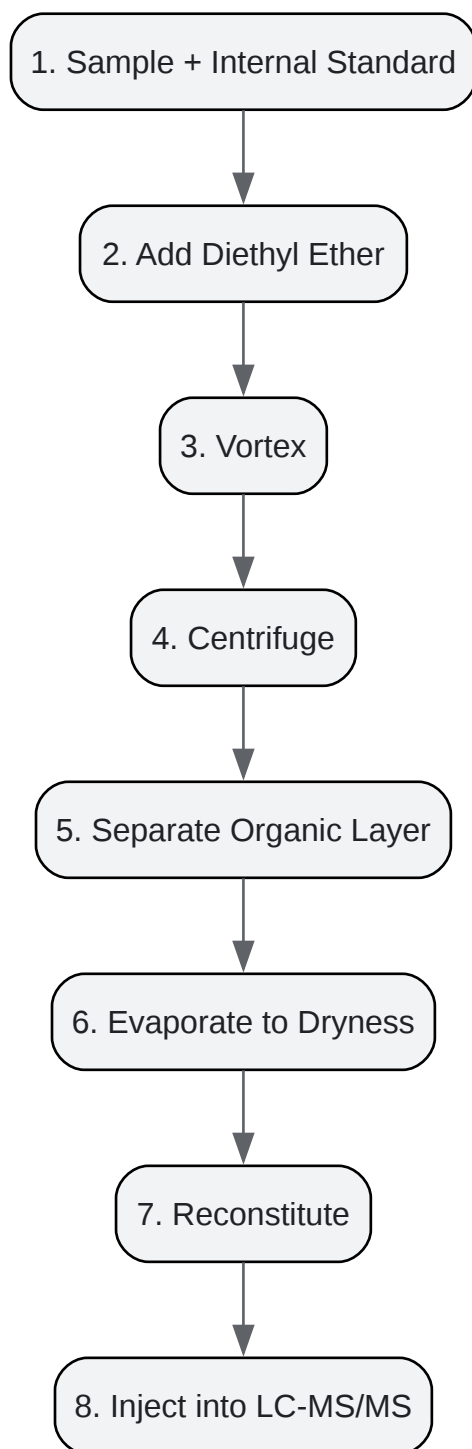 1. Sample + Internal Standard
2. Add Diethyl Ether
3. Vortex
4. Centrifuge
5. Separate Organic Layer
6. Evaporate to Dryness
7. Reconstitute
8. Inject into LC-MS/MS